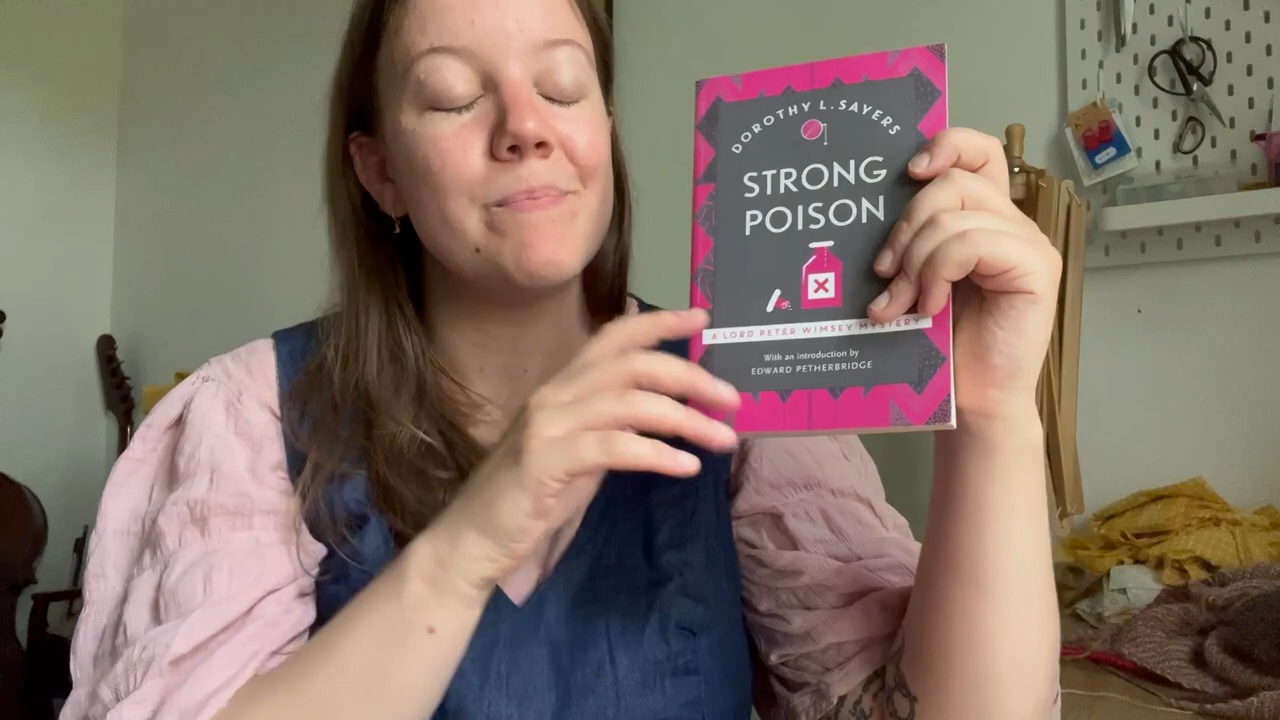 DOROTHY L. SAYERS
STRONG
POISON
A LORD PETER WIMSEY MYSTERY
With an introduction by
EDWARD PETHERBRIDGE